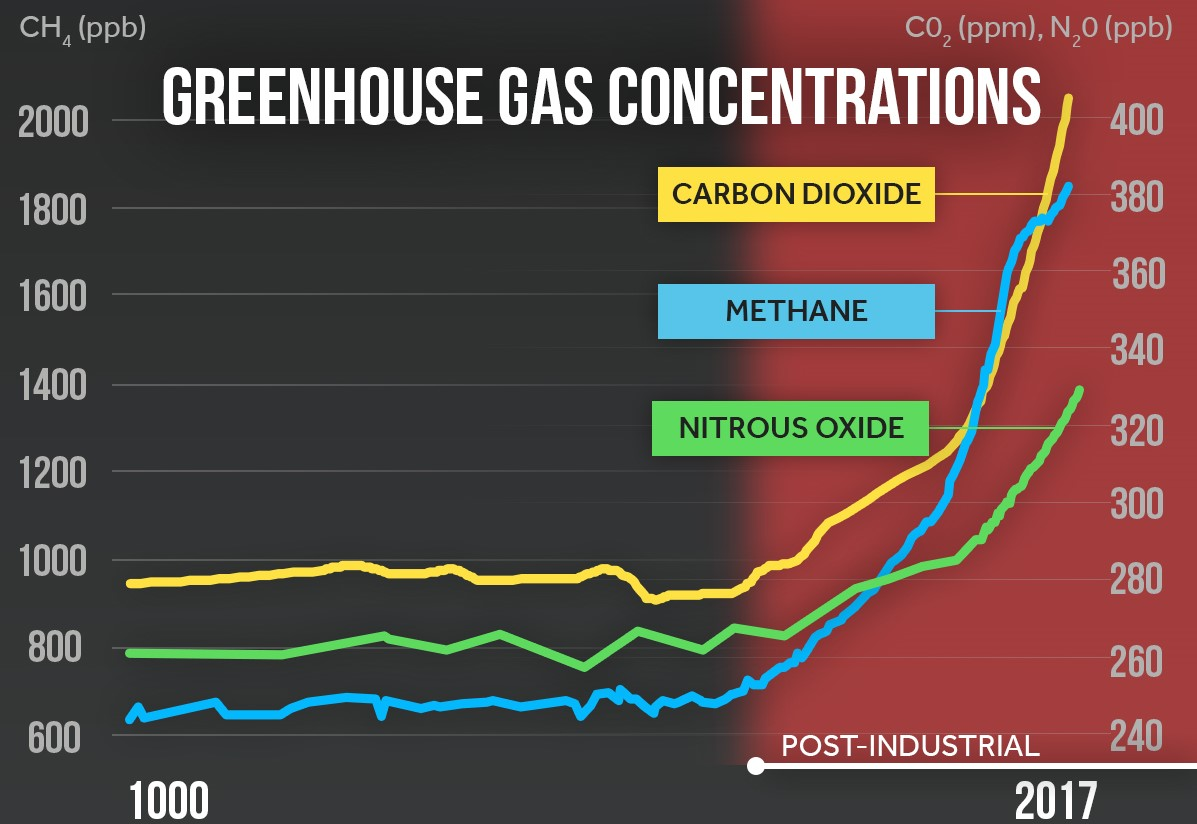 CH₄ (ppb)
C0₂ (ppm), N₂0 (ppb)
GREENHOUSE GAS CONCENTRATIONS
2000
400
CARBON DIOXIDE
380
1800
360
1600
METHANE
340
1400
NITROUS OXIDE
320
1200
300
1000
280
800
260
600
240
POST-INDUSTRIAL
1000
2017